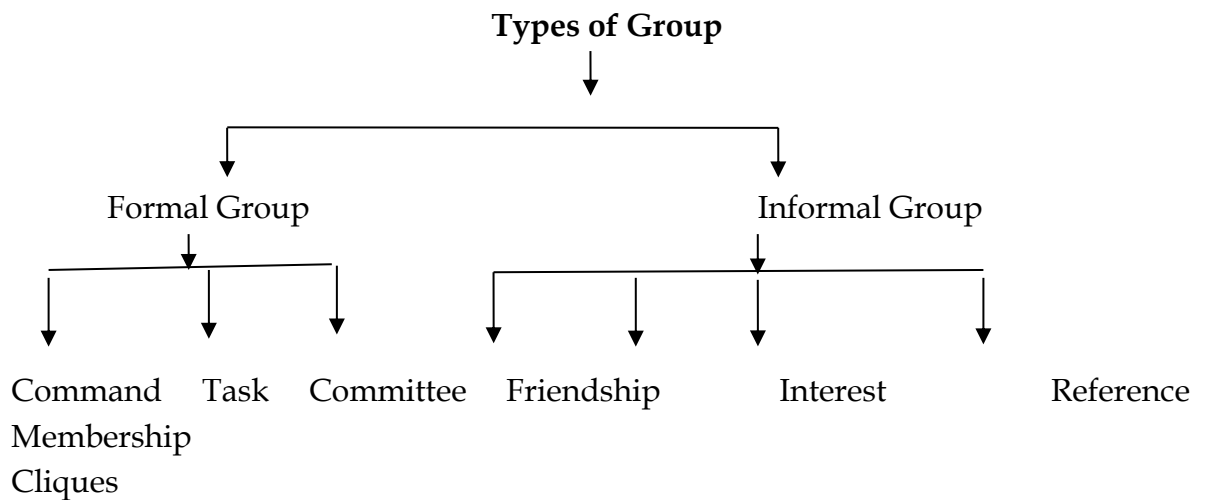 Types of Group
Formal Group Informal Group
Command Task Committee Friendship Interest Reference
Membership
Cliques